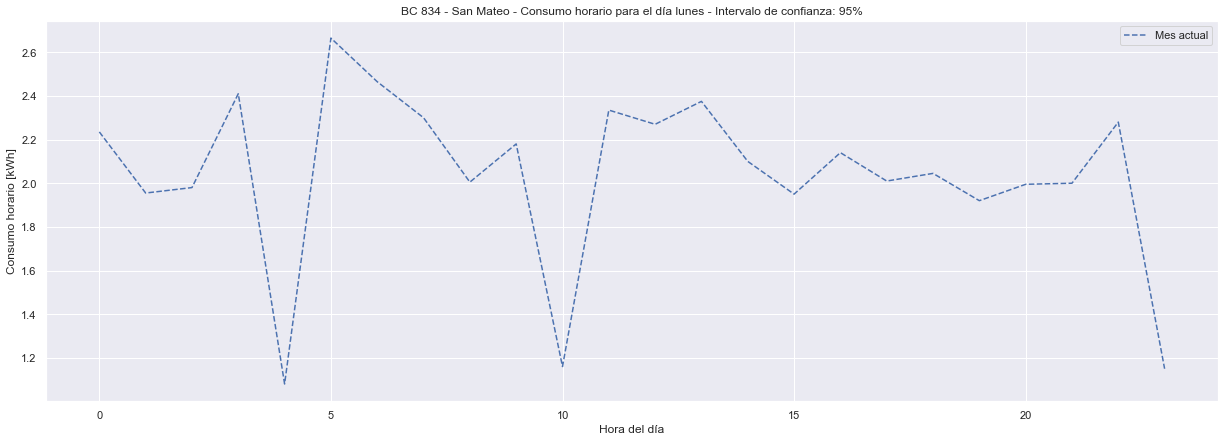 BC 834 - San Mateo - Consumo horario para el día lunes - Intervalo de confianza: 95%
Mes actual
Consumo horario [kWh]
2.6
2.4
2.2
2.0
1.8
1.6
1.4
1.2
0 5 10 15 20
Hora del día